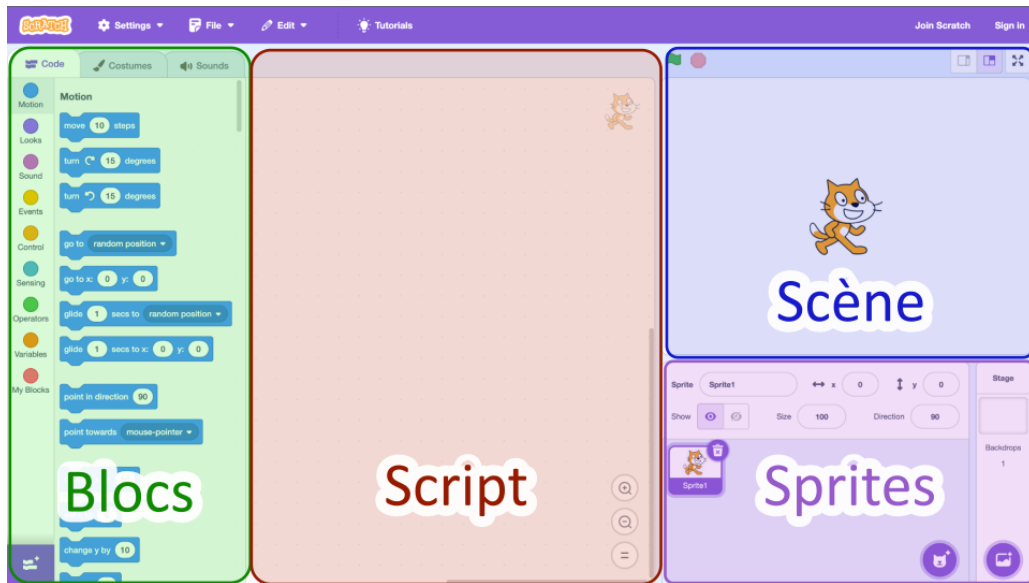 SCRATCH Settings File Edit Tutorials Join Scratch Sign in
Code Costumes Sounds
Motion
Looks
Sound
Events
Control
Sensing
Operators
Variables
My Blocks
Motion
move 10 steps
turn 15 degrees
turn 15 degrees
go to random position
go to x: 0 y: 0
glide 1 secs to random position
glide 1 secs to x: 0 y: 0
point in direction 90
point towards mouse-pointer
change y by 10
Blocs
Script
Scène
Sprite Sprite1 x 0 y 0
Show Size 100 Direction 90
Sprite1
Sprites
Stage
Backdrops
1